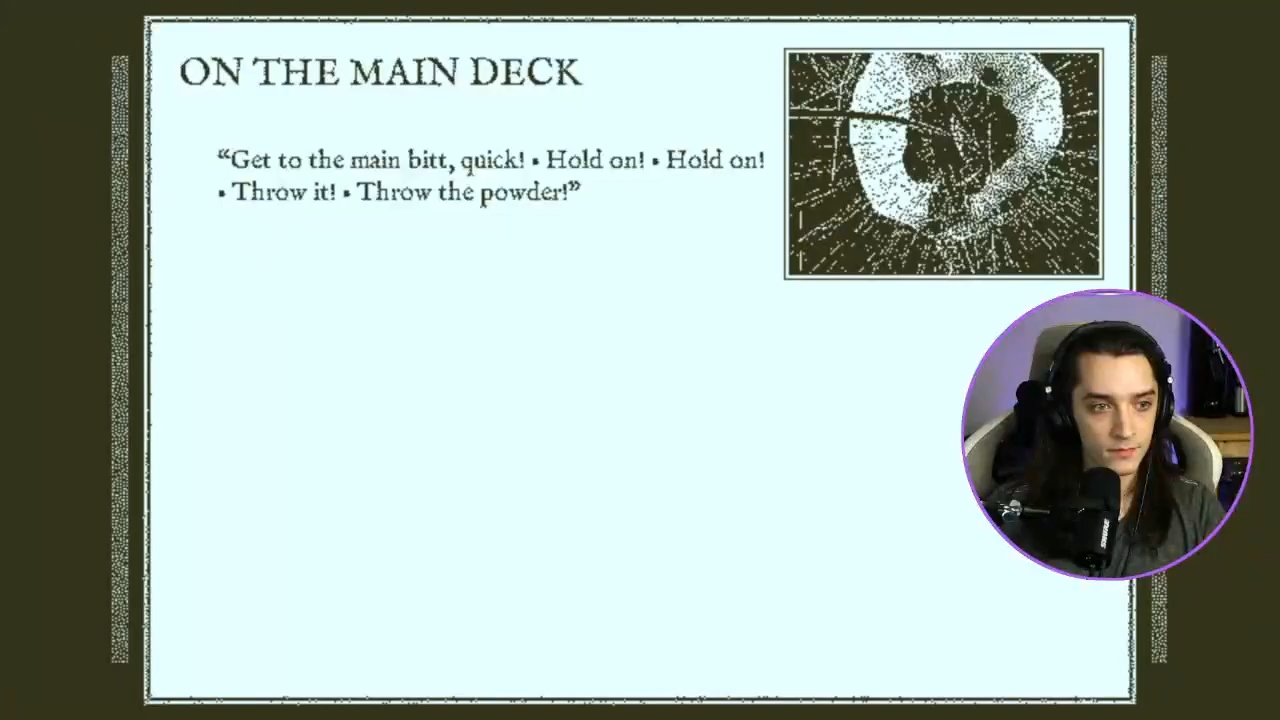 ON THE MAIN DECK
“Get to the main bitt, quick! • Hold on! • Hold on!
• Throw it! • Throw the powder!”
SHURE